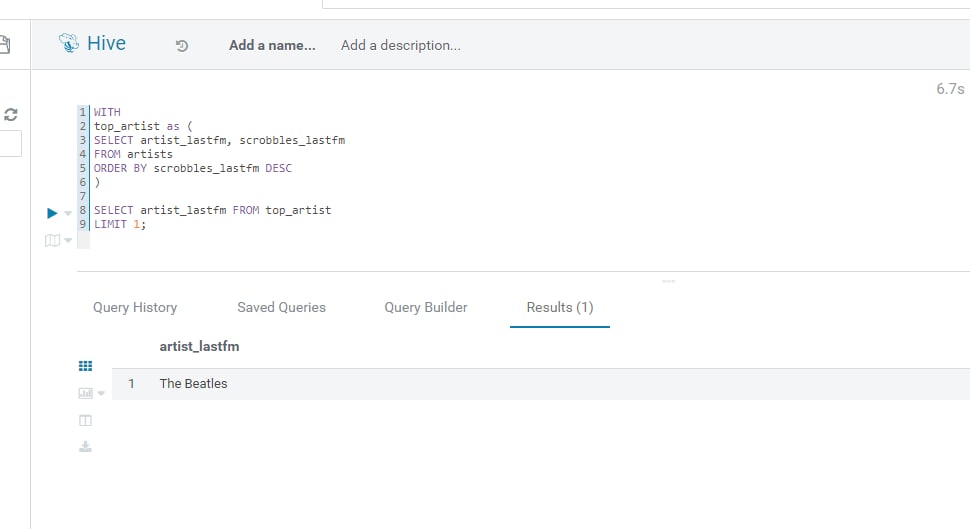 Hive
Add a name...
Add a description...
6.7s
1 WITH
2 top_artist as (
3 SELECT artist_lastfm, scrobbles_lastfm
4 FROM artists
5 ORDER BY scrobbles_lastfm DESC
6 )
7
8 SELECT artist_lastfm FROM top_artist
9 LIMIT 1;
Query History
Saved Queries
Query Builder
Results (1)
artist_lastfm
1 The Beatles